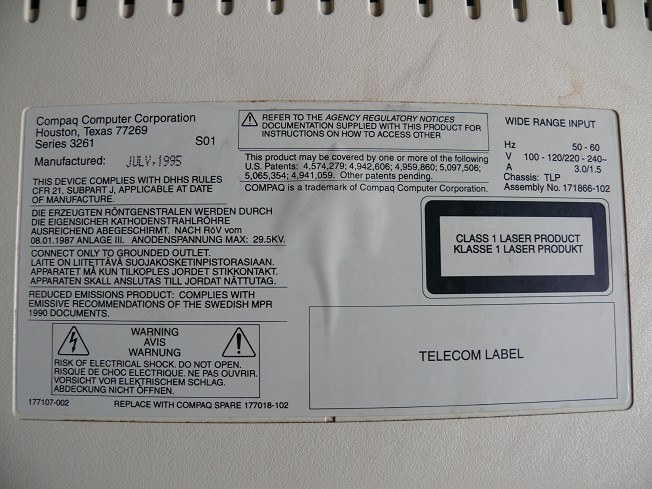 Compaq Computer Corporation
Houston, Texas 77269
Series 3261 S01
Manufactured: JULY, 1995
THIS DEVICE COMPLIES WITH DHHS RULES
CFR 21, SUBPART J, APPLICABLE AT DATE
OF MANUFACTURE.
DIE ERZEUGTEN RÖNTGENSTRALEN WERDEN DURCH
DIE EIGENSICHER KATHODENSTRAHLRÖHRE
AUSREICHEND ABGESCHIRMT. NACH RöV vom
08.01.1987 ANLAGE III. ANODENSPANNUNG MAX: 29.5KV.
CONNECT ONLY TO GROUNDED OUTLET.
LAITE ON LIITETTÄVÄ SUOJAKOSKETINPISTORASIAAN.
APPARATET MÅ KUN TILKOPLES JORDET STIKKONTAKT.
APPARATEN SKALL ANSLUTAS TILL JORDAT NÄTTUTAG.
REDUCED EMISSIONS PRODUCT: COMPLIES WITH
EMISSIVE RECOMMENDATIONS OF THE SWEDISH MPR
1990 DOCUMENTS.
WARNING
AVIS
WARNUNG
RISK OF ELECTRICAL SHOCK. DO NOT OPEN.
RISQUE DE CHOC ELECTRIQUE. NE PAS OUVRIR.
VORSICHT VOR ELEKTRISCHEM SCHLAG.
ABDECKUNG NICHT ÖFFNEN.
177107-002 REPLACE WITH COMPAQ SPARE 177018-102
REFER TO THE AGENCY REGULATORY NOTICES
DOCUMENTATION SUPPLIED WITH THIS PRODUCT FOR
INSTRUCTIONS ON HOW TO ACCESS OTHER
This product may be covered by one or more of the following
U.S. Patents: 4,574,279; 4,942,606; 4,959,860; 5,097,506;
5,065,354; 4,941,059. Other patents pending.
COMPAQ is a trademark of Compaq Computer Corporation.
WIDE RANGE INPUT
Hz 50 - 60
V 100 - 120/220 - 240~
A 3.0/1.5
Chassis: TLP
Assembly No. 171866-102
CLASS 1 LASER PRODUCT
KLASSE 1 LASER PRODUKT
TELECOM LABEL